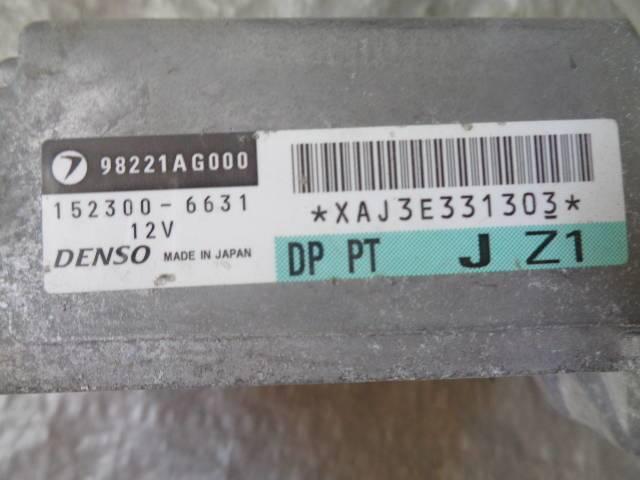 98221AG000
152300-6631
12V
DENSO MADE IN JAPAN
*XAJ3E331303*
DP PT J Z1